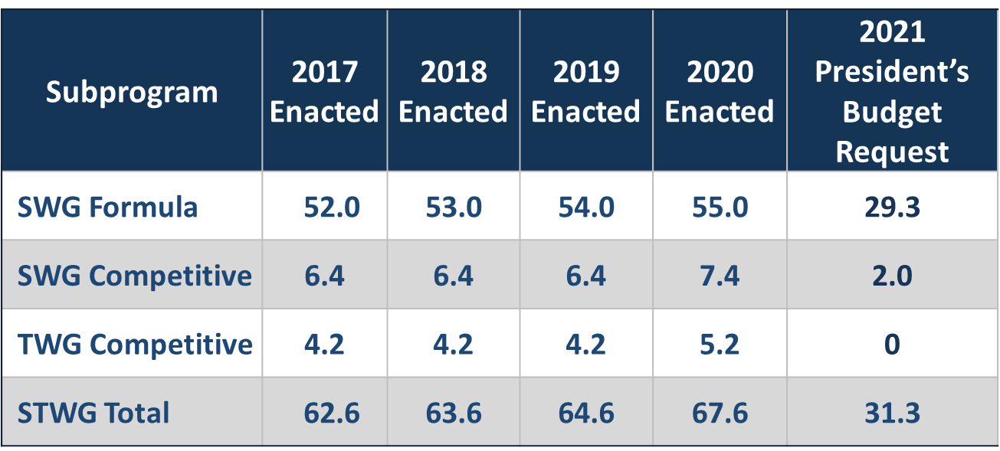 Subprogram 2017 Enacted 2018 Enacted 2019 Enacted 2020 Enacted 2021 President’s Budget Request
SWG Formula 52.0 53.0 54.0 55.0 29.3
SWG Competitive 6.4 6.4 6.4 7.4 2.0
TWG Competitive 4.2 4.2 4.2 5.2 0
STWG Total 62.6 63.6 64.6 67.6 31.3